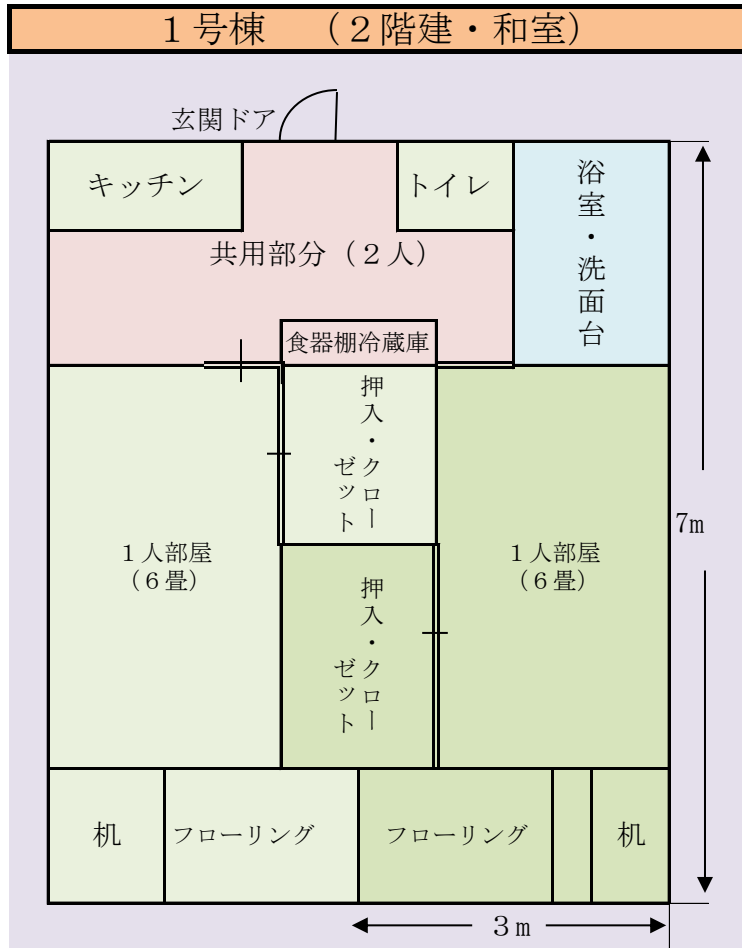 1号棟　（2階建・和室）
玄関ドア
キッチン
トイレ
浴室・洗面台
共用部分（2人）
食器棚冷蔵庫
押入・クローゼット
1人部屋
（6畳）
1人部屋
（6畳）
押入・クローゼット
7m
机
フローリング
フローリング
机
3m